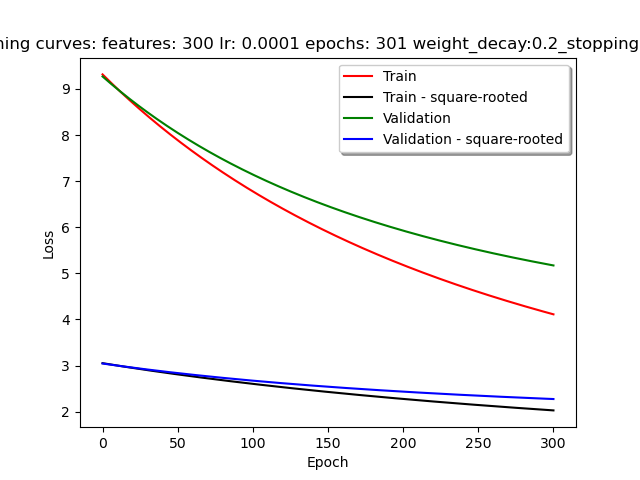 curves: features: 300 lr: 0.0001 epochs: 301 weight_decay:0.2_stopping
Train
Train - square-rooted
Validation
Validation - square-rooted
Loss
9
8
7
6
5
4
3
2
0 50 100 150 200 250 300
Epoch